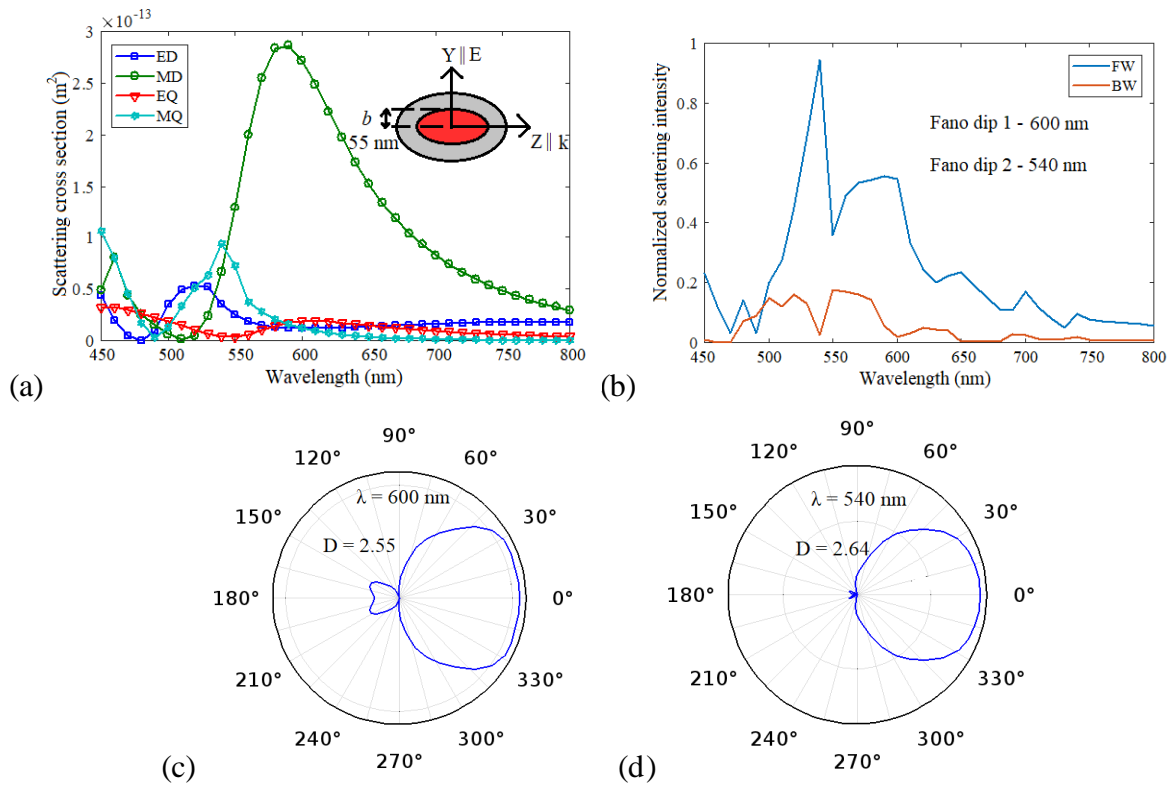 ×10⁻¹³
3
2.5
2
1.5
1
0.5
0
Scattering cross section (m²)
ED
MD
EQ
MQ
Y || E
b
55 nm
Z || k
450 500 550 600 650 700 750 800
Wavelength (nm)
(a)
1
0.8
0.6
0.4
0.2
0
Normalized scattering intensity
FW
BW
Fano dip 1 - 600 nm
Fano dip 2 - 540 nm
450 500 550 600 650 700 750 800
Wavelength (nm)
(b)
90°
120° 60°
λ = 600 nm
150° 30°
D = 2.55
180° 0°
210° 330°
240° 300°
270°
(c)
90°
120° 60°
λ = 540 nm
150° 30°
D = 2.64
180° 0°
210° 330°
240° 300°
270°
(d)